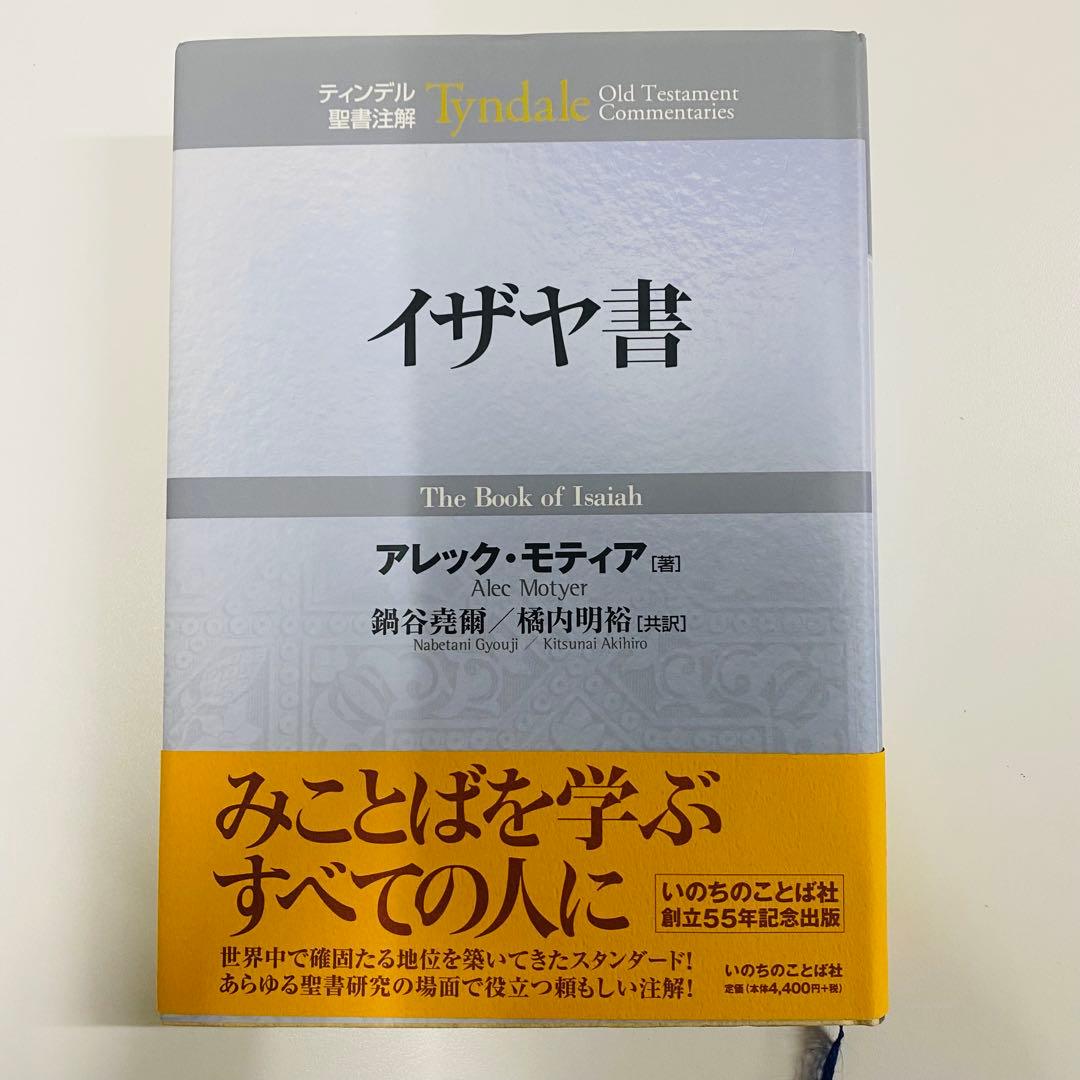 ティンデル
聖書注解
Tyndale
Old Testament
Commentaries
イザヤ書
The Book of Isaiah
アレック・モティア[著]
Alec Motyer
鍋谷堯爾／橘内明裕[共訳]
Nabetani Gyouji ／ Kitsunai Akihiro
みことばを学ぶ
すべての人に
いのちのことば社
創立55年記念出版
世界中で確固たる地位を築いてきたスタンダード!
あらゆる聖書研究の場面で役立つ頼もしい注解!
いのちのことば社
定価(本体4,400円+税)